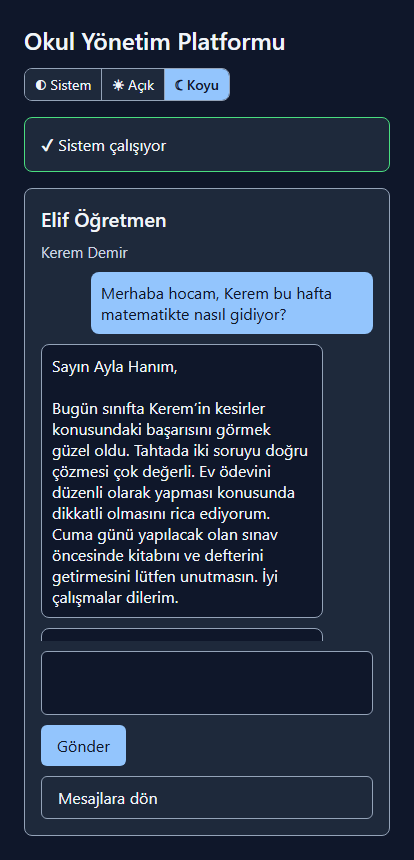 Okul Yönetim Platformu
Sistem
Açık
Koyu
Sistem çalışıyor
Elif Öğretmen
Kerem Demir
Merhaba hocam, Kerem bu hafta
matematikte nasıl gidiyor?
Sayın Ayla Hanım,
Bugün sınıfta Kerem’in kesirler
konusundaki başarısını görmek
güzel oldu. Tahtada iki soruyu doğru
çözmesi çok değerli. Ev ödevini
düzenli olarak yapması konusunda
dikkatli olmasını rica ediyorum.
Cuma günü yapılacak olan sınav
öncesinde kitabını ve defterini
getirmesini lütfen unutmasın. İyi
çalışmalar dilerim.
Gönder
Mesajlara dön